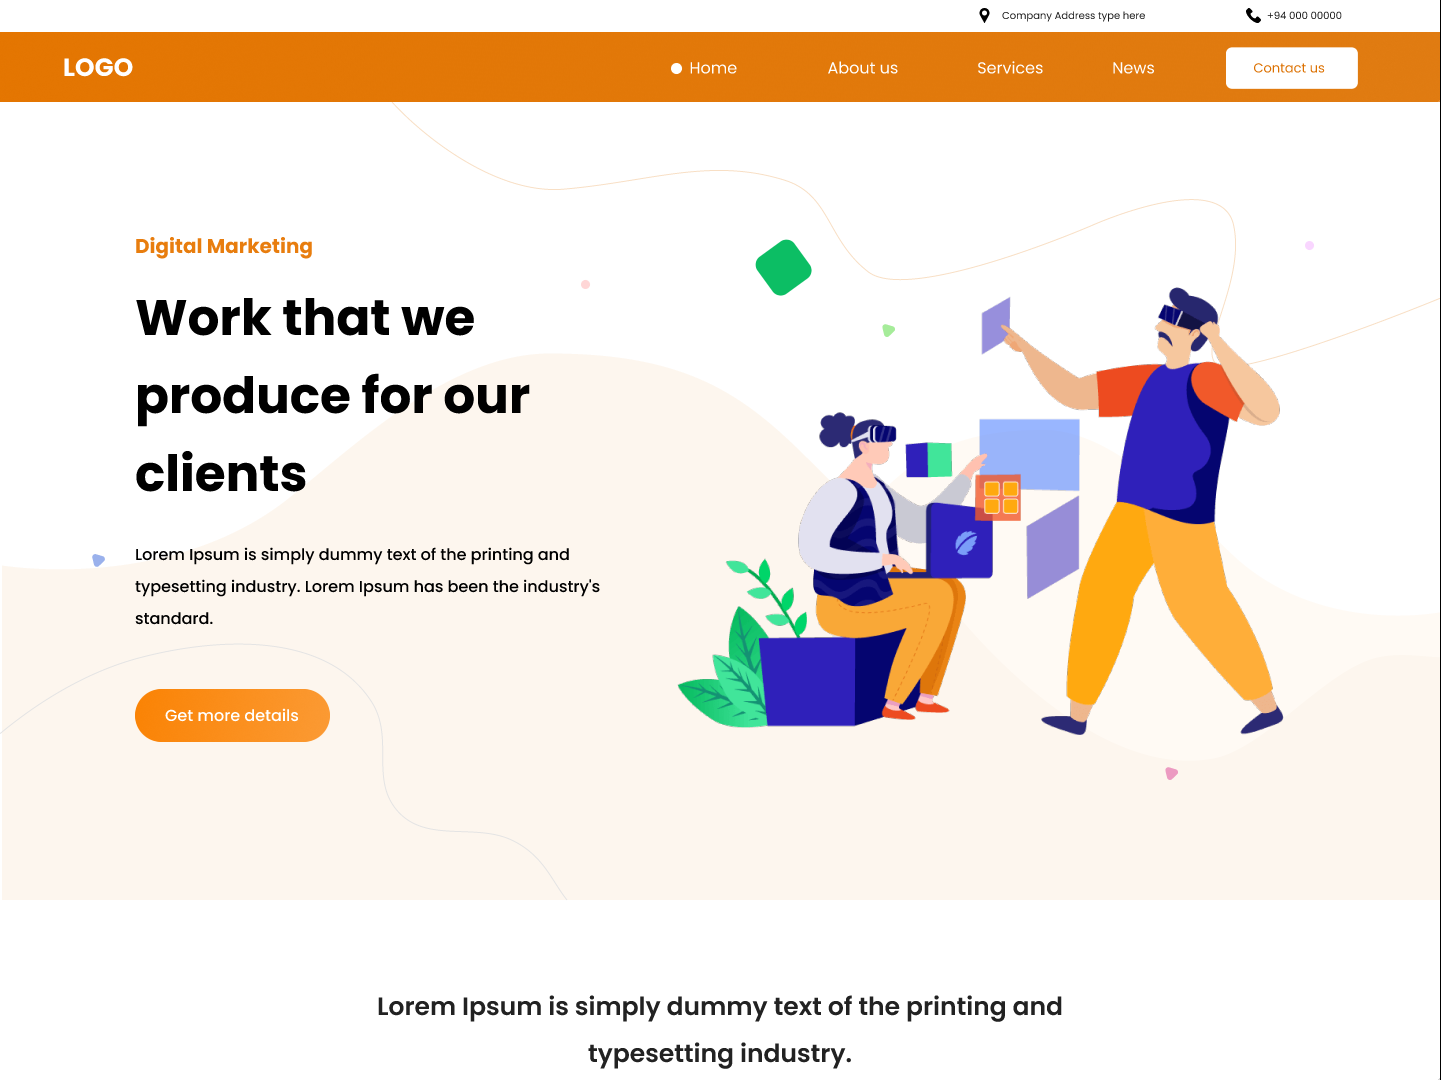 Company Address type here
+94 000 00000
LOGO
Home
About us
Services
News
Contact us
Digital Marketing
Work that we
produce for our
clients
Lorem Ipsum is simply dummy text of the printing and
typesetting industry. Lorem Ipsum has been the industry's
standard.
Get more details
Lorem Ipsum is simply dummy text of the printing and
typesetting industry.